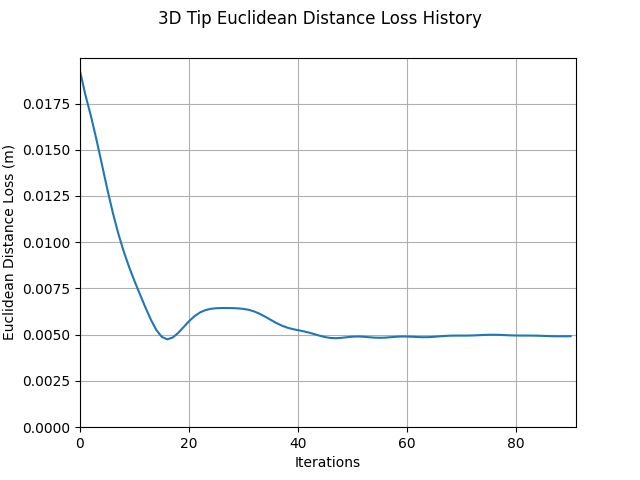 3D Tip Euclidean Distance Loss History
Euclidean Distance Loss (m)
0.0175
0.0150
0.0125
0.0100
0.0075
0.0050
0.0025
0.0000
0 20 40 60 80
Iterations